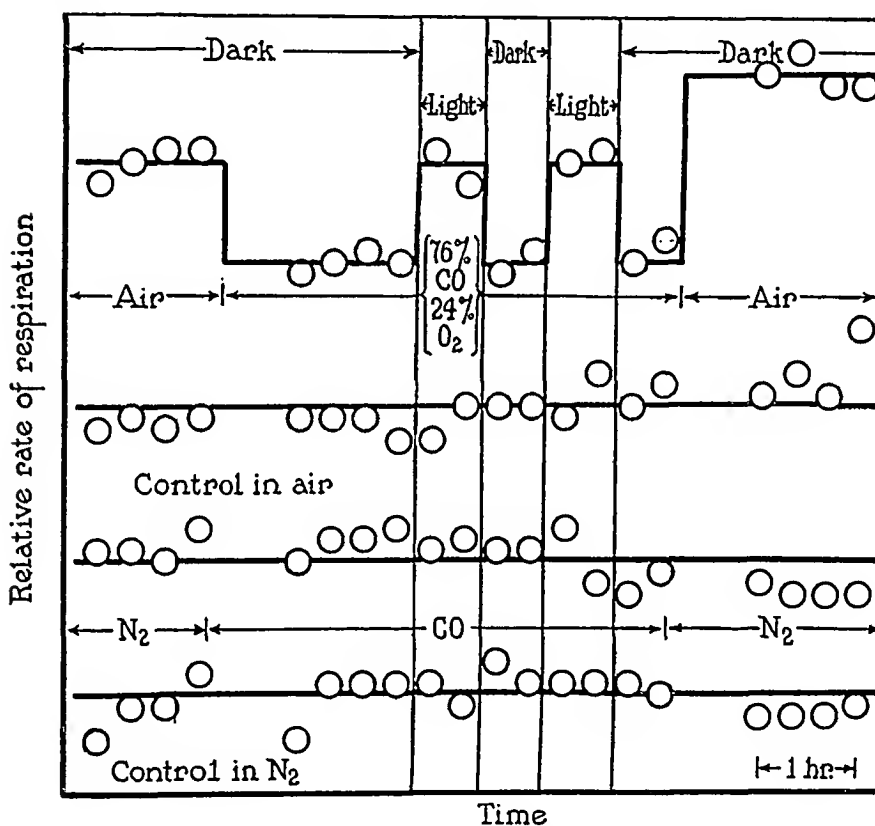 Dark Dark Dark
Light Light
76%
CO
24%
O₂
Air Air
Control in air
N₂ CO N₂
Control in N₂
1 hr.
Relative rate of respiration
Time